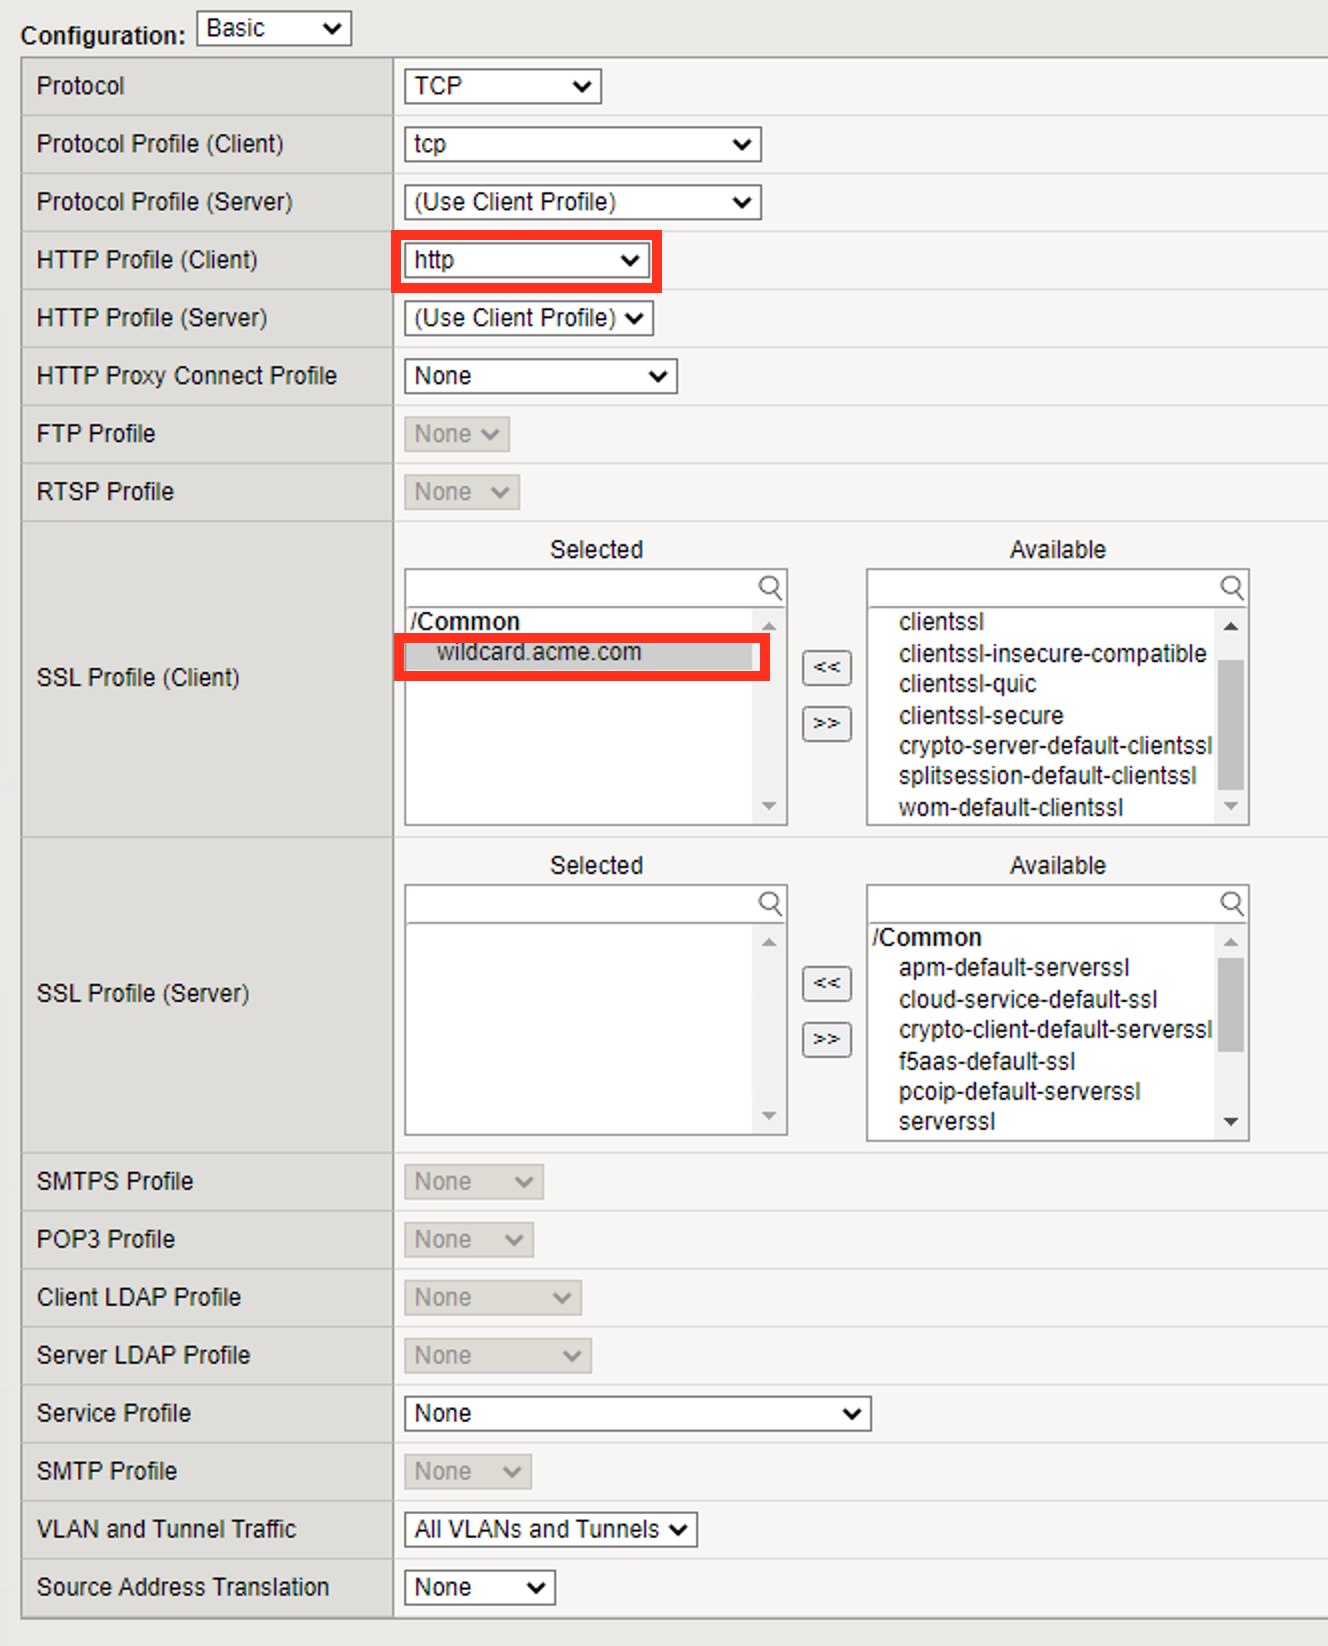 Configuration: Basic
Protocol TCP
Protocol Profile (Client) tcp
Protocol Profile (Server) (Use Client Profile)
HTTP Profile (Client) http
HTTP Profile (Server) (Use Client Profile)
HTTP Proxy Connect Profile None
FTP Profile None
RTSP Profile None
SSL Profile (Client)
Selected
/Common
wildcard.acme.com
<<
>>
Available
clientssl
clientssl-insecure-compatible
clientssl-quic
clientssl-secure
crypto-server-default-clientssl
splitsession-default-clientssl
wom-default-clientssl
SSL Profile (Server)
Selected
<<
>>
Available
/Common
apm-default-serverssl
cloud-service-default-ssl
crypto-client-default-serverssl
f5aas-default-ssl
pcoip-default-serverssl
serverssl
SMTPS Profile None
POP3 Profile None
Client LDAP Profile None
Server LDAP Profile None
Service Profile None
SMTP Profile None
VLAN and Tunnel Traffic All VLANs and Tunnels
Source Address Translation None